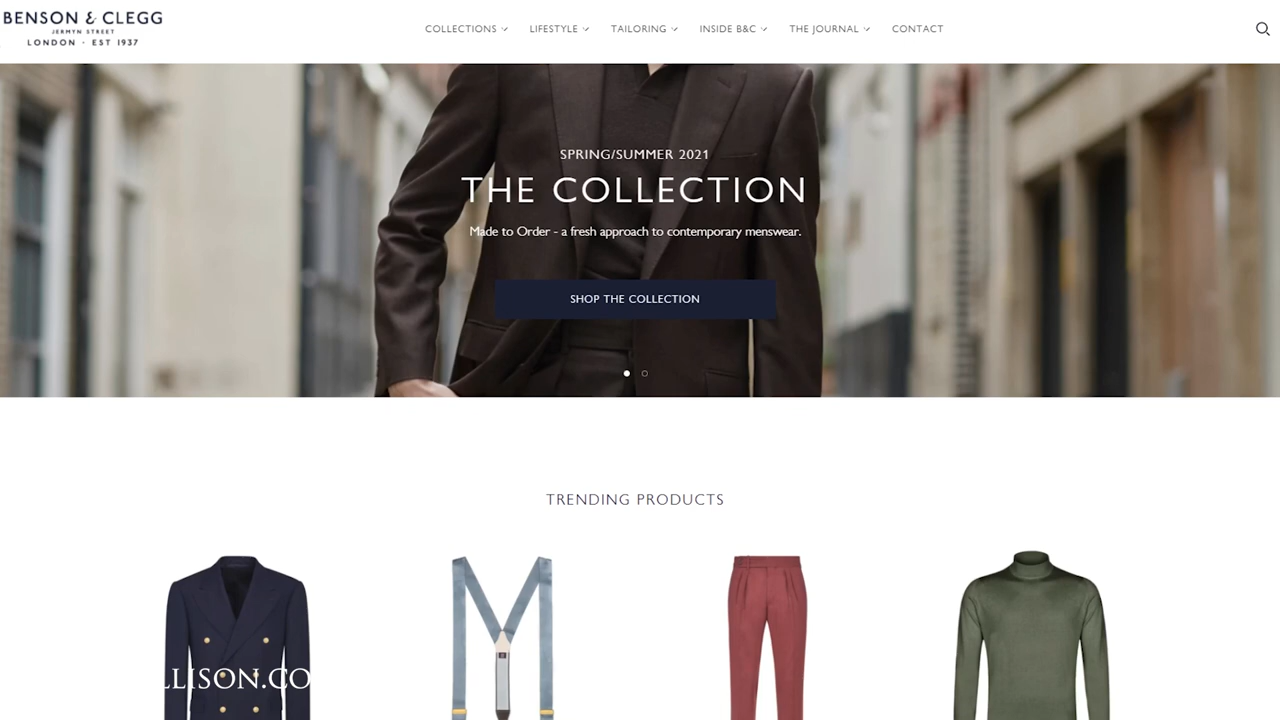 BENSON & CLEGG
JERMYN STREET
LONDON · EST 1937
COLLECTIONS
LIFESTYLE
TAILORING
INSIDE B&C
THE JOURNAL
CONTACT
SPRING/SUMMER 2021
THE COLLECTION
Made to Order - a fresh approach to contemporary menswear.
SHOP THE COLLECTION
TRENDING PRODUCTS
LLISON.CO